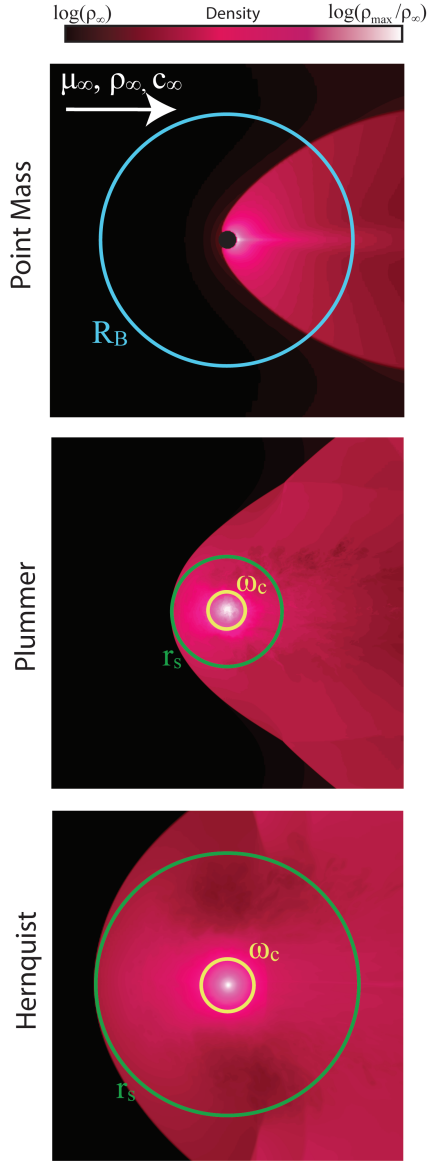 log(ρ∞) Density log(ρmax/ρ∞)
μ∞, ρ∞, c∞
Point Mass
RB
Plummer
ωc
rs
Hernquist
ωc
rs